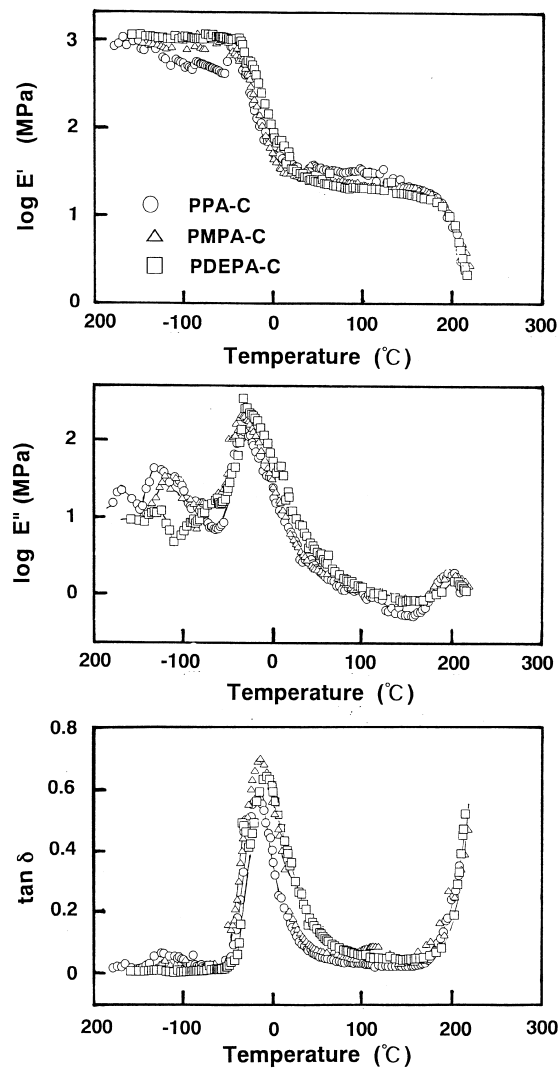 3
2
1
0
log E' (MPa)
PPA-C
PMPA-C
PDEPA-C
200 -100 0 100 200 300
Temperature (℃)
2
1
0
log E" (MPa)
200 -100 0 100 200 300
Temperature (℃)
0.8
0.6
0.4
0.2
0
tan δ
200 -100 0 100 200 300
Temperature (℃)